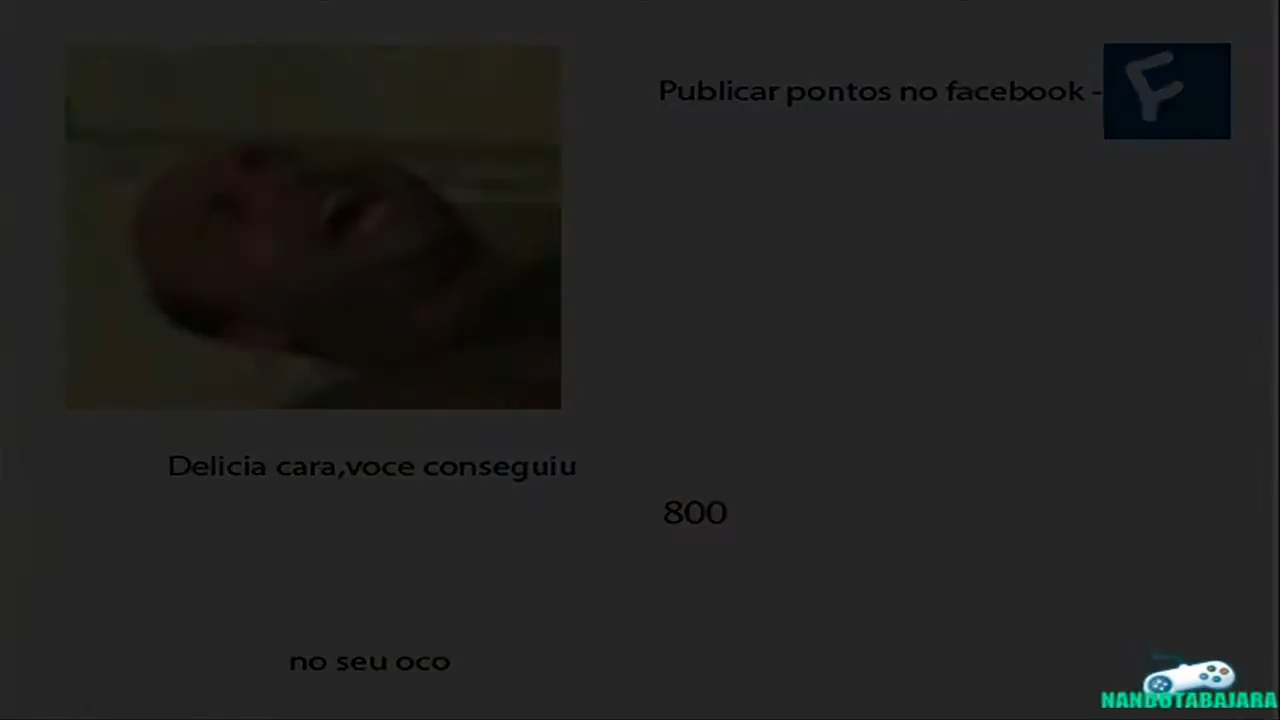 Publicar pontos no facebook -
F
Delicia cara,voce conseguiu
800
no seu oco
NANDOTABAJARA